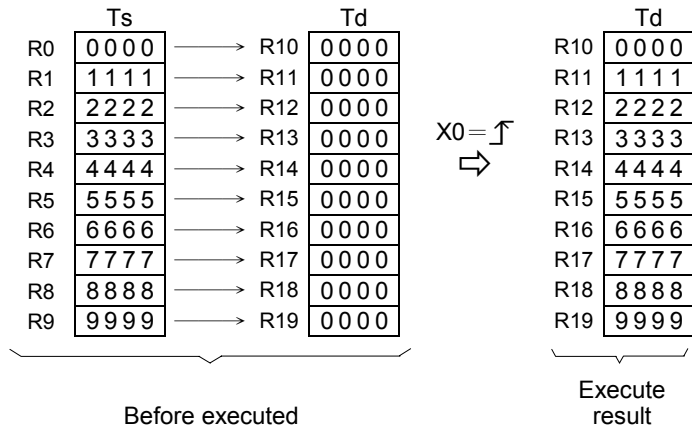 Ts Td Td
R0 0000 R10 0000 R10 0000
R1 1111 R11 0000 R11 1111
R2 2222 R12 0000 R12 2222
R3 3333 R13 0000 X0= R13 3333
R4 4444 R14 0000 R14 4444
R5 5555 R15 0000 R15 5555
R6 6666 R16 0000 R16 6666
R7 7777 R17 0000 R17 7777
R8 8888 R18 0000 R18 8888
R9 9999 R19 0000 R19 9999
Before executed
Execute
result